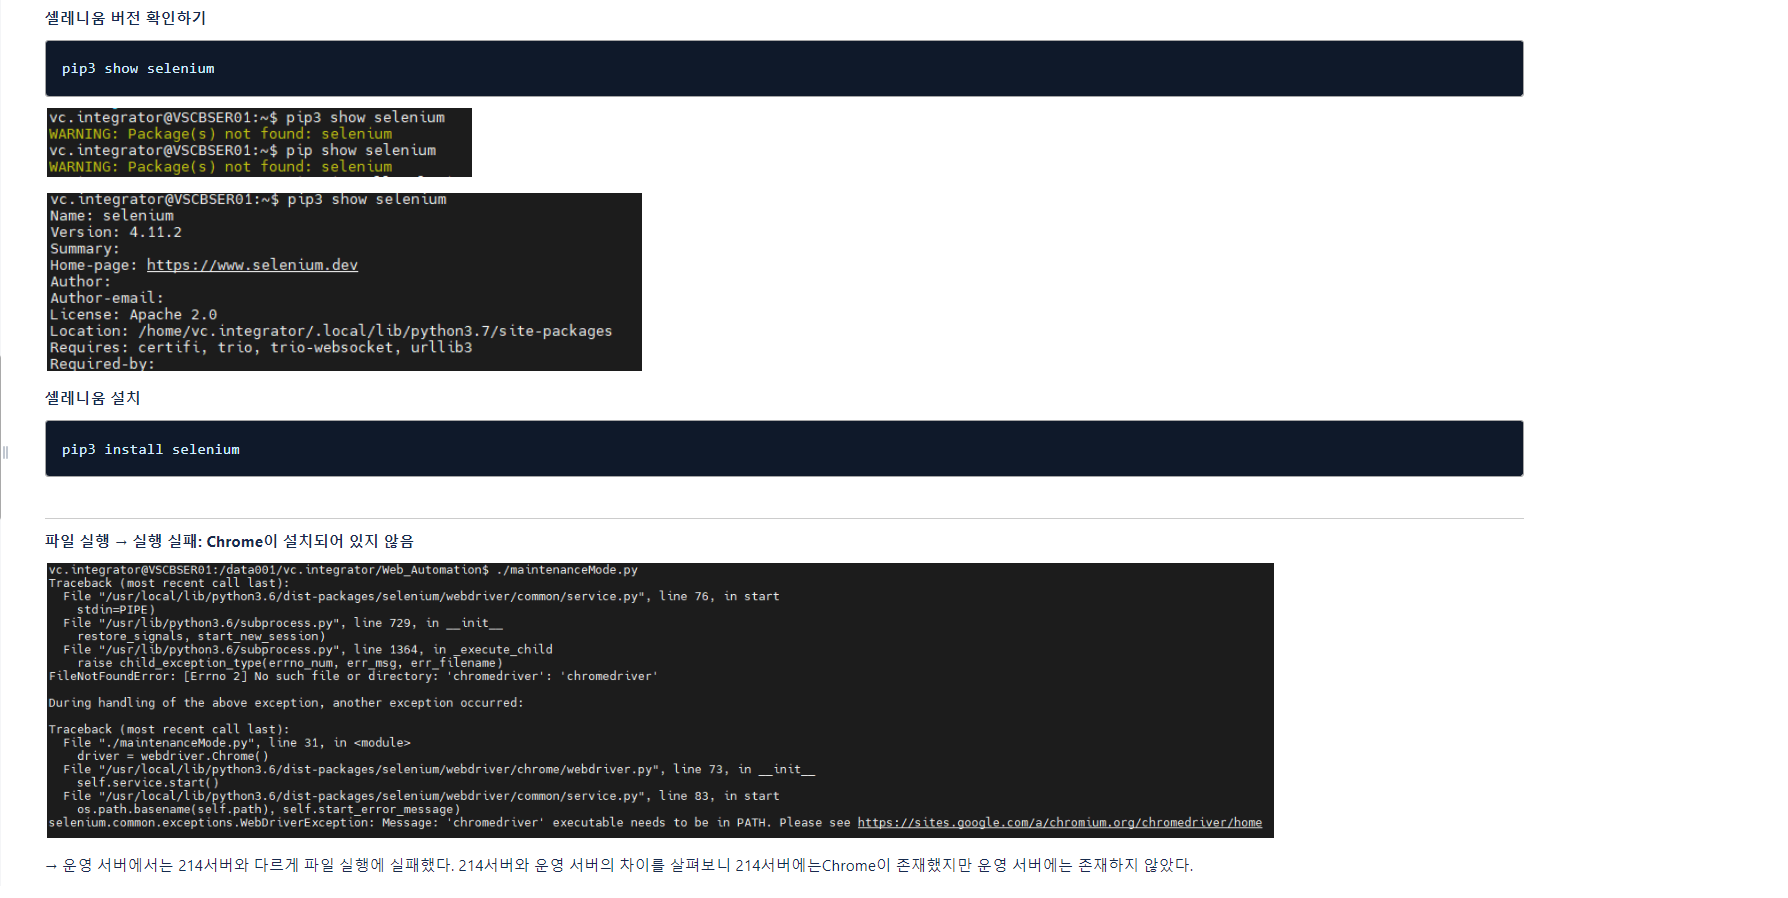 셀레니움 버전 확인하기
pip3 show selenium
vc.integrator@VSCBSER01:~$ pip3 show selenium
WARNING: Package(s) not found: selenium
vc.integrator@VSCBSER01:~$ pip show selenium
WARNING: Package(s) not found: selenium
vc.integrator@VSCBSER01:~$ pip3 show selenium
Name: selenium
Version: 4.11.2
Summary:
Home-page: https://www.selenium.dev
Author:
Author-email:
License: Apache 2.0
Location: /home/vc.integrator/.local/lib/python3.7/site-packages
Requires: certifi, trio, trio-websocket, urllib3
Required-by:
셀레니움 설치
pip3 install selenium
파일 실행 → 실행 실패: Chrome이 설치되어 있지 않음
vc.integrator@VSCBSER01:/data001/vc.integrator/Web_Automation$ ./maintenanceMode.py
Traceback (most recent call last):
  File "/usr/local/lib/python3.6/dist-packages/selenium/webdriver/common/service.py", line 76, in start
    stdin=PIPE)
  File "/usr/lib/python3.6/subprocess.py", line 729, in __init__
    restore_signals, start_new_session)
  File "/usr/lib/python3.6/subprocess.py", line 1364, in _execute_child
    raise child_exception_type(errno_num, err_msg, err_filename)
FileNotFoundError: [Errno 2] No such file or directory: 'chromedriver': 'chromedriver'
During handling of the above exception, another exception occurred:
Traceback (most recent call last):
  File "./maintenanceMode.py", line 31, in <module>
    driver = webdriver.Chrome()
  File "/usr/local/lib/python3.6/dist-packages/selenium/webdriver/chrome/webdriver.py", line 73, in __init__
    self.service.start()
  File "/usr/local/lib/python3.6/dist-packages/selenium/webdriver/common/service.py", line 83, in start
    os.path.basename(self.path), self.start_error_message)
selenium.common.exceptions.WebDriverException: Message: 'chromedriver' executable needs to be in PATH. Please see https://sites.google.com/a/chromium.org/chromedriver/home
→ 운영 서버에서는 214서버와 다르게 파일 실행에 실패했다. 214서버와 운영 서버의 차이를 살펴보니 214서버에는Chrome이 존재했지만 운영 서버에는 존재하지 않았다.